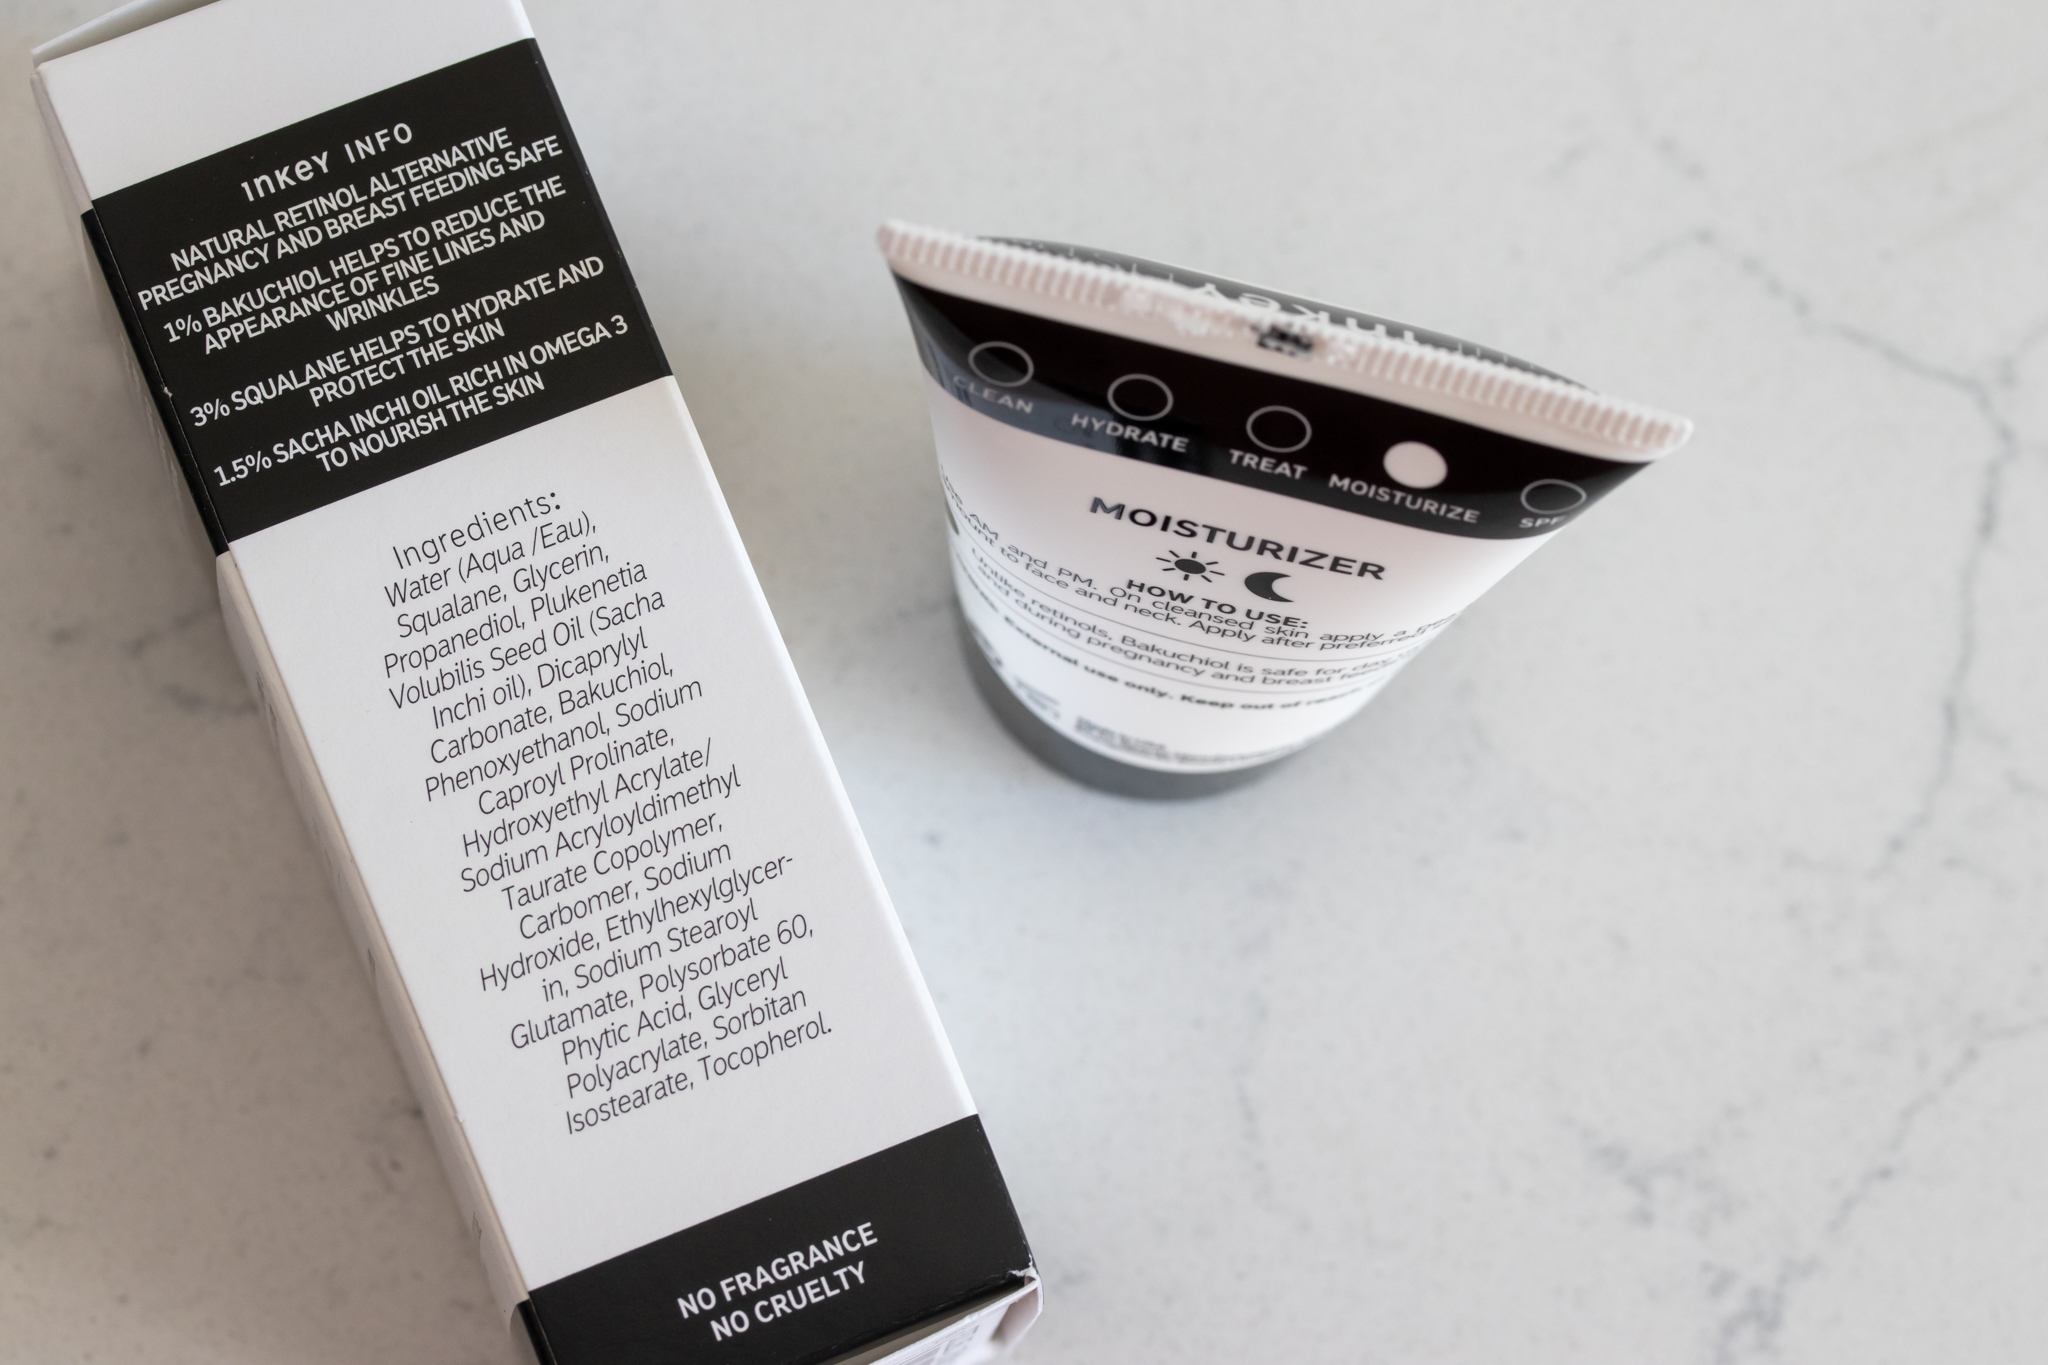 INKEY INFO
NATURAL RETINOL ALTERNATIVE
PREGNANCY AND BREAST FEEDING SAFE
1% BAKUCHIOL HELPS TO REDUCE THE
APPEARANCE OF FINE LINES AND
WRINKLES
3% SQUALANE HELPS TO HYDRATE AND
PROTECT THE SKIN
1.5% SACHA INCHI OIL RICH IN OMEGA 3
TO NOURISH THE SKIN
Ingredients:
Water (Aqua /Eau),
Squalane, Glycerin,
Propanediol, Plukenetia
Volubilis Seed Oil (Sacha
Inchi oil), Dicaprylyl
Carbonate, Bakuchiol,
Phenoxyethanol, Sodium
Caproyl Prolinate,
Hydroxyethyl Acrylate/
Sodium Acryloyldimethyl
Taurate Copolymer,
Carbomer, Sodium
Hydroxide, Ethylhexylglycer-
in, Sodium Stearoyl
Glutamate, Polysorbate 60,
Phytic Acid, Glyceryl
Polyacrylate, Sorbitan
Isostearate, Tocopherol.
NO FRAGRANCE
NO CRUELTY
INKEY
CLEAN
HYDRATE
TREAT
MOISTURIZE
SPF
MOISTURIZER
HOW TO USE:
AM and PM. On cleansed skin apply a
to face and neck. Apply after
Unlike retinols, Bakuchiol is safe for day
and during pregnancy and breast
External use only. Keep out of